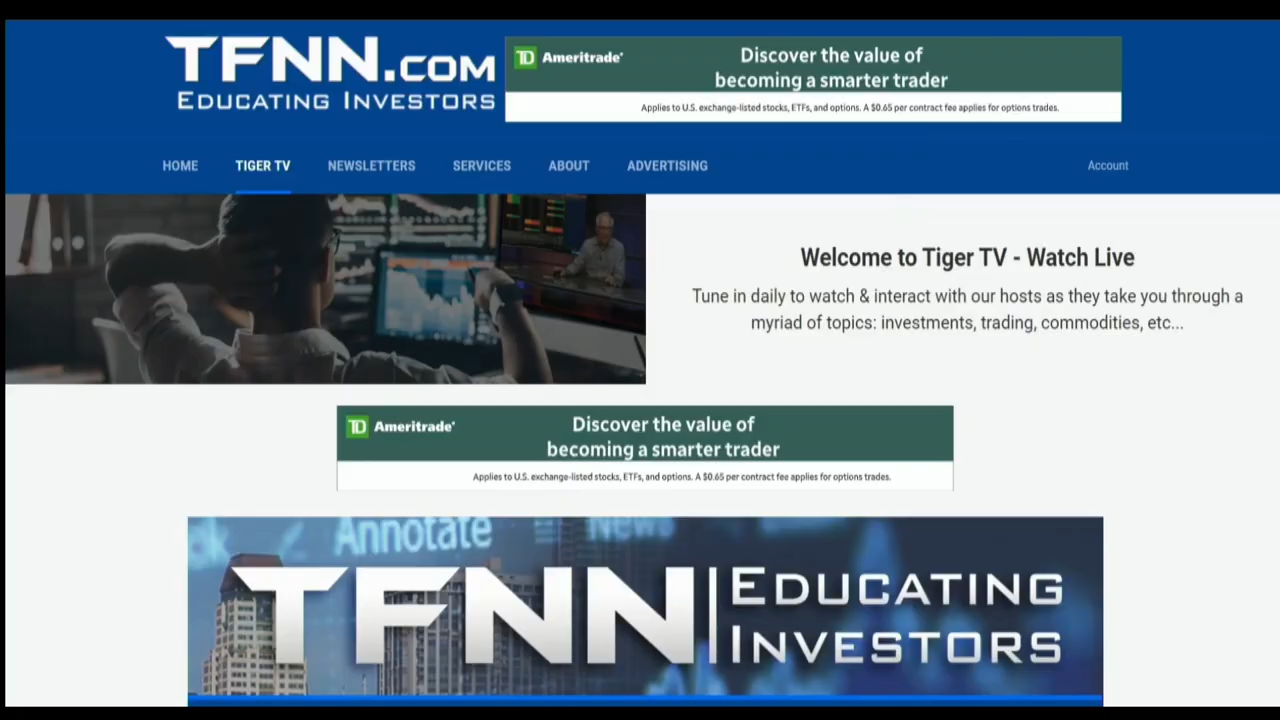 TFNN.COM
EDUCATING INVESTORS
TD Ameritrade®
Discover the value of
becoming a smarter trader
Applies to U.S. exchange-listed stocks, ETFs, and options. A $0.65 per contract fee applies for options trades.
HOME TIGER TV NEWSLETTERS SERVICES ABOUT ADVERTISING Account
Welcome to Tiger TV - Watch Live
Tune in daily to watch & interact with our hosts as they take you through a
myriad of topics: investments, trading, commodities, etc...
TD Ameritrade®
Discover the value of
becoming a smarter trader
Applies to U.S. exchange-listed stocks, ETFs, and options. A $0.65 per contract fee applies for options trades.
Annotate News
TFNN
EDUCATING
INVESTORS